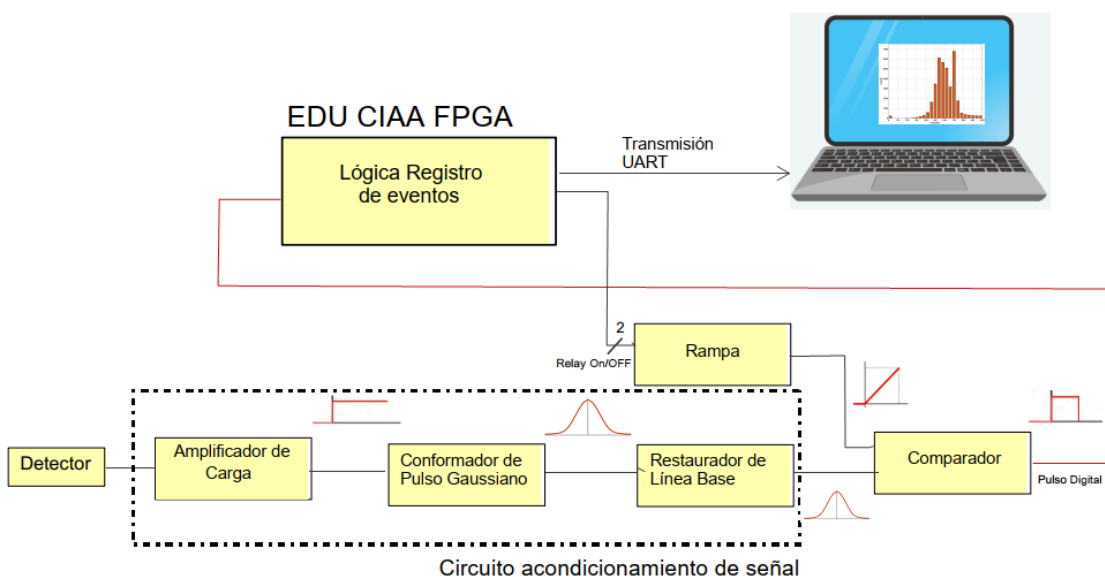 EDU CIAA FPGA
Lógica Registro
de eventos
Transmisión
UART
2
Relay On/OFF
Rampa
Detector
Amplificador de
Carga
Conformador de
Pulso Gaussiano
Restaurador de
Línea Base
Comparador
Pulso Digital
Circuito acondicionamiento de señal